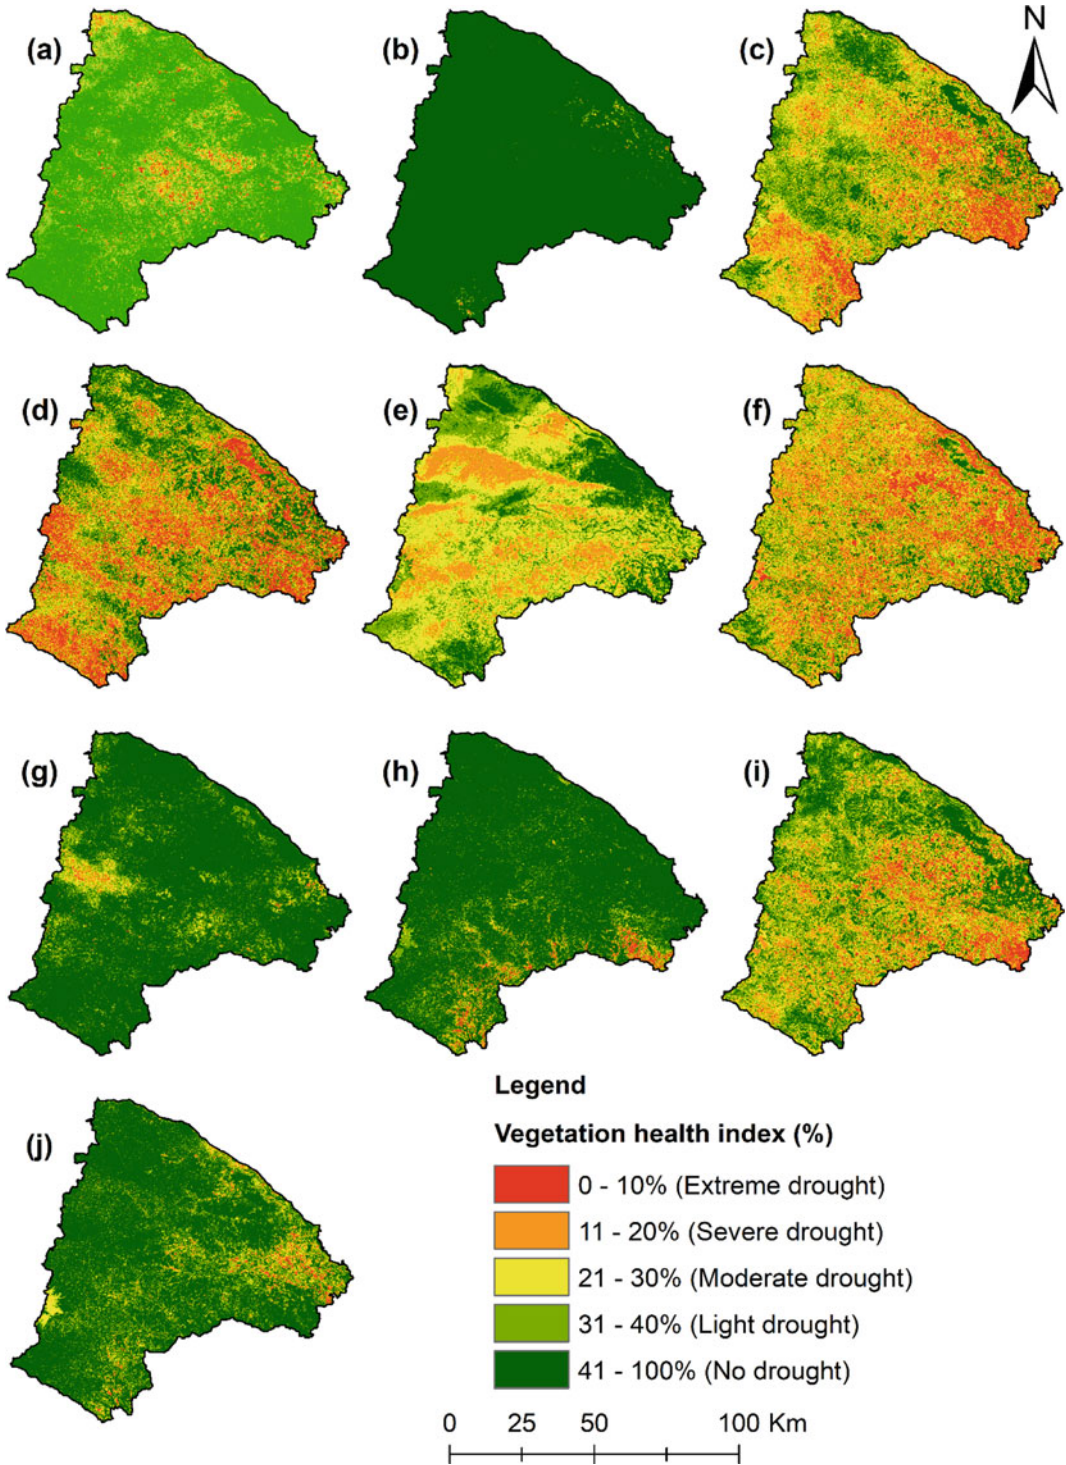 (a)
(b)
(c)
N
(d)
(e)
(f)
(g)
(h)
(i)
(j)
Legend
Vegetation health index (%)
0 - 10% (Extreme drought)
11 - 20% (Severe drought)
21 - 30% (Moderate drought)
31 - 40% (Light drought)
41 - 100% (No drought)
0 25 50 100 Km